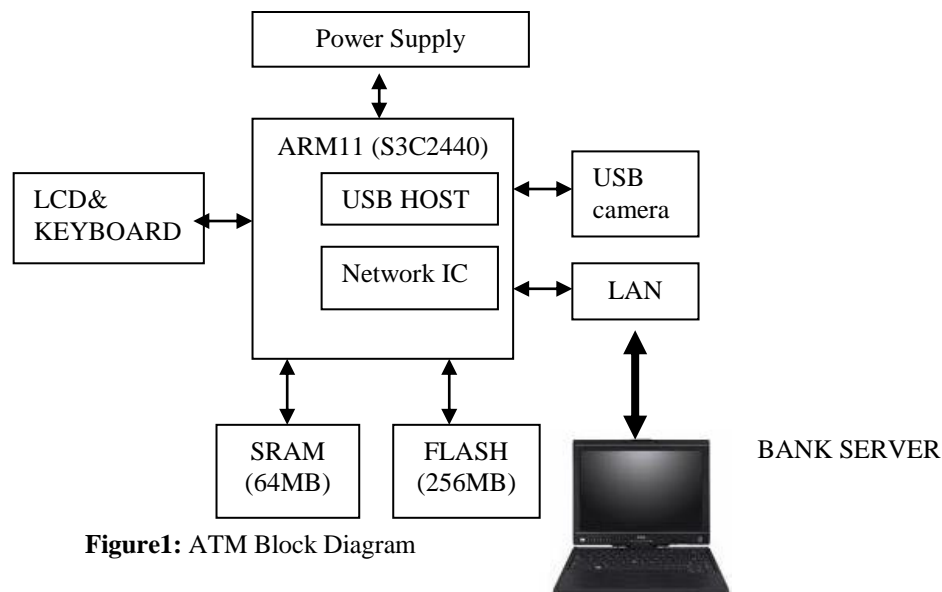 Power Supply
ARM11 (S3C2440)
USB HOST
Network IC
LCD&
KEYBOARD
USB
camera
LAN
SRAM
(64MB)
FLASH
(256MB)
BANK SERVER
Figure1: ATM Block Diagram